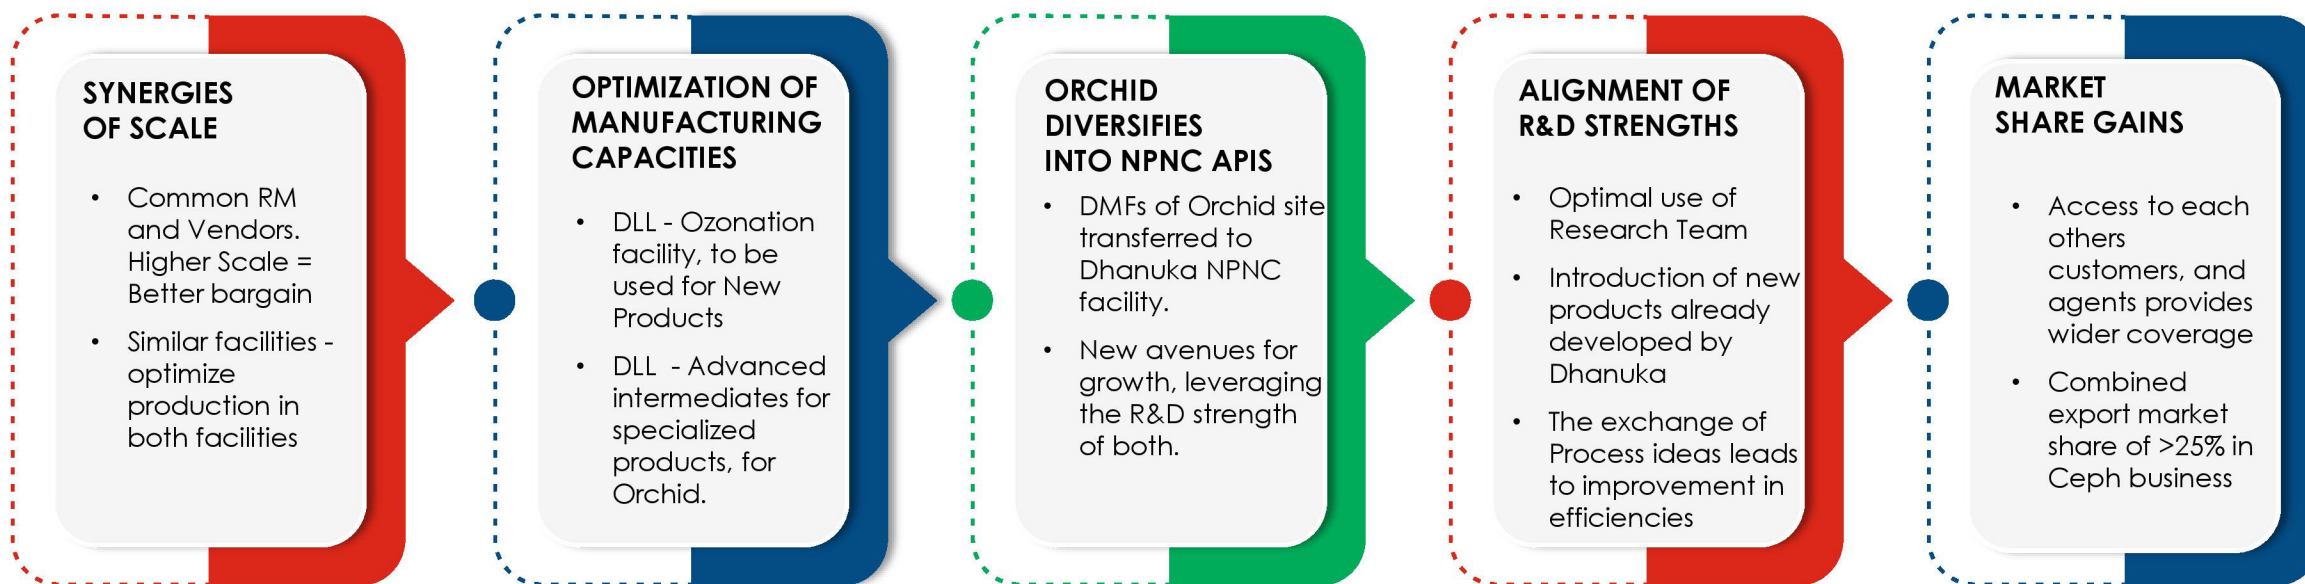 SYNERGIES
OF SCALE
• Common RM
and Vendors.
Higher Scale =
Better bargain
• Similar facilities -
optimize
production in
both facilities
OPTIMIZATION OF
MANUFACTURING
CAPACITIES
• DLL - Ozonation
facility, to be
used for New
Products
• DLL - Advanced
intermediates for
specialized
products, for
Orchid.
ORCHID
DIVERSIFIES
INTO NPNC APIS
• DMFs of Orchid site
transferred to
Dhanuka NPNC
facility.
• New avenues for
growth, leveraging
the R&D strength
of both.
ALIGNMENT OF
R&D STRENGTHS
• Optimal use of
Research Team
• Introduction of new
products already
developed by
Dhanuka
• The exchange of
Process ideas leads
to improvement in
efficiencies
MARKET
SHARE GAINS
• Access to each
others
customers, and
agents provides
wider coverage
• Combined
export market
share of >25% in
Ceph business